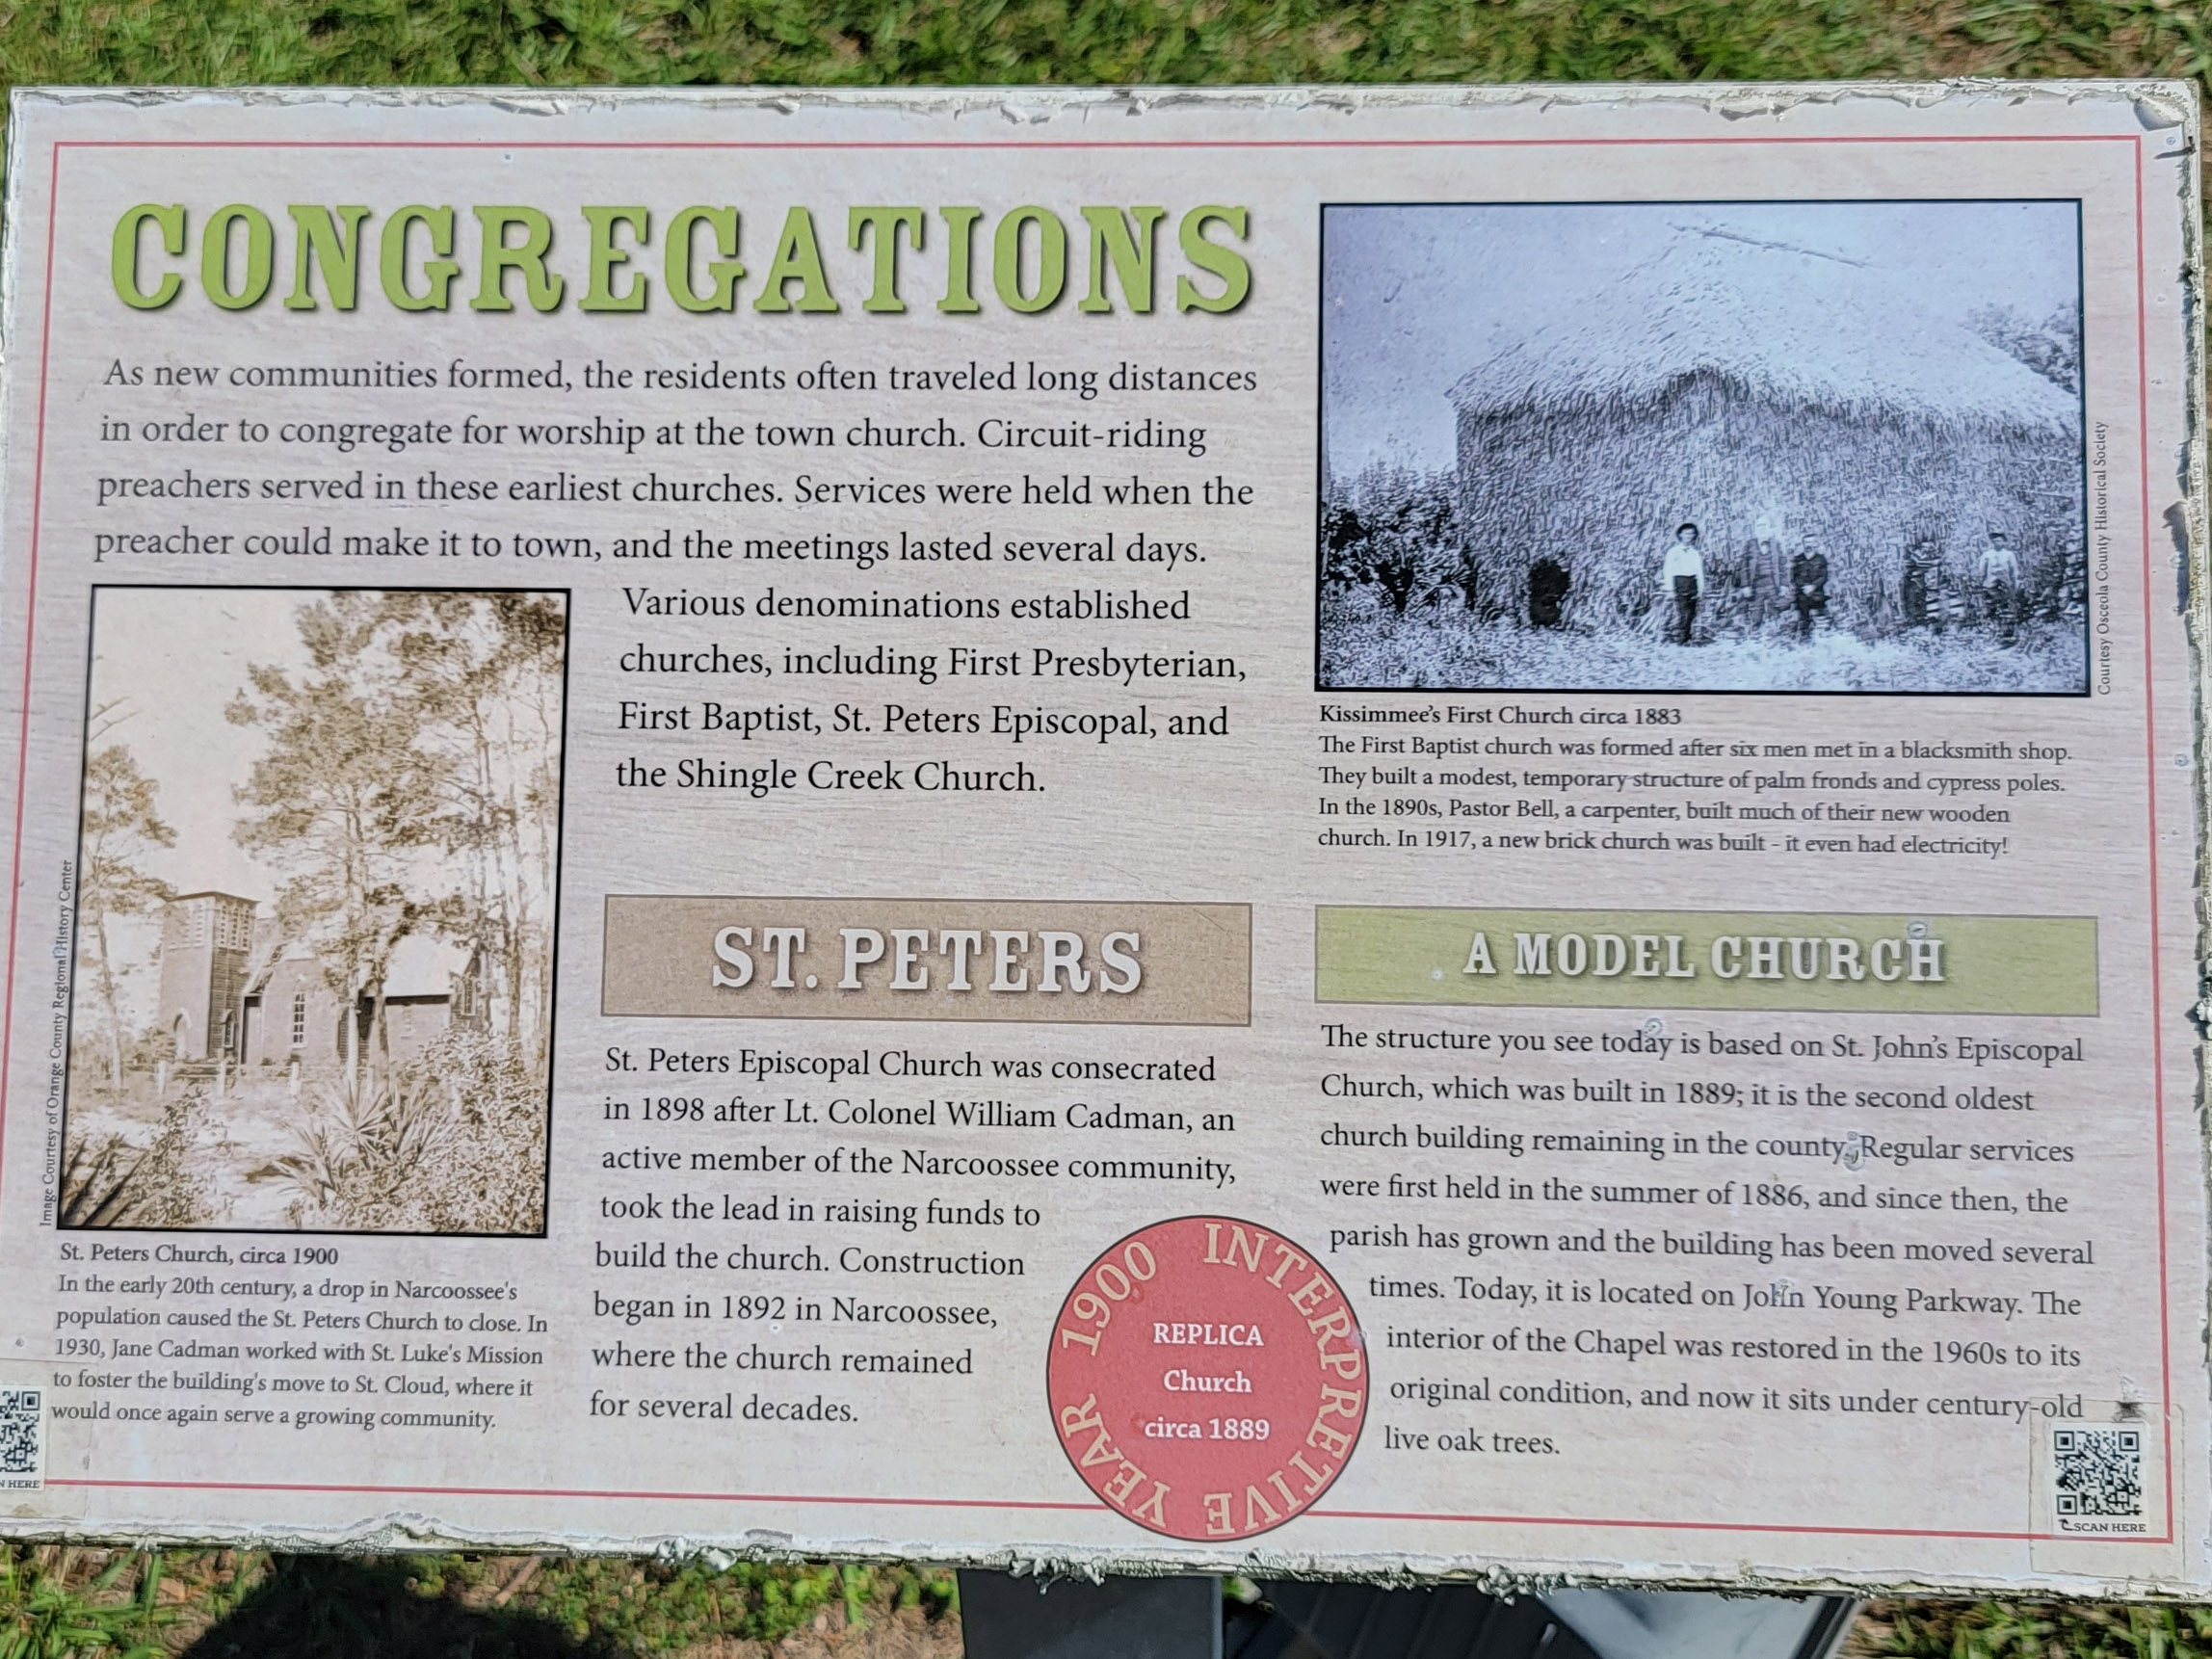 CONGREGATIONS
As new communities formed, the residents often traveled long distances
in order to congregate for worship at the town church. Circuit-riding
preachers served in these earliest churches. Services were held when the
preacher could make it to town, and the meetings lasted several days.
Various denominations established
churches, including First Presbyterian,
First Baptist, St. Peters Episcopal, and
the Shingle Creek Church.
Image Courtesy of Orange County Regional History Center
St. Peters Church, circa 1900
In the early 20th century, a drop in Narcoossee's
population caused the St. Peters Church to close. In
1930, Jane Cadman worked with St. Luke's Mission
to foster the building's move to St. Cloud, where it
would once again serve a growing community.
N HERE
ST. PETERS
St. Peters Episcopal Church was consecrated
in 1898 after Lt. Colonel William Cadman, an
active member of the Narcoossee community,
took the lead in raising funds to
build the church. Construction
began in 1892 in Narcoossee,
where the church remained
for several decades.
1900 INTERPRETIVE YEAR
REPLICA
Church
circa 1889
Courtesy Osceola County Historical Society
Kissimmee's First Church circa 1883
The First Baptist church was formed after six men met in a blacksmith shop.
They built a modest, temporary structure of palm fronds and cypress poles.
In the 1890s, Pastor Bell, a carpenter, built much of their new wooden
church. In 1917, a new brick church was built - it even had electricity!
A MODEL CHURCH
The structure you see today is based on St. John's Episcopal
Church, which was built in 1889; it is the second oldest
church building remaining in the county. Regular services
were first held in the summer of 1886, and since then, the
parish has grown and the building has been moved several
times. Today, it is located on John Young Parkway. The
interior of the Chapel was restored in the 1960s to its
original condition, and now it sits under century-old
live oak trees.
SCAN HERE